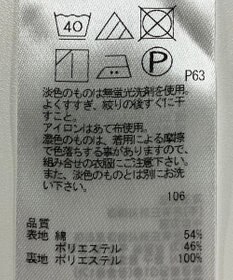 40
P
P63
淡色のものは無蛍光洗剤を使用。
よくすすぎ、絞りの後すぐに干
すこと。
アイロンはあて布使用。
濃色のものは、着用による摩擦
で色落ちする事がありますので、
組み合せの衣服にご注意下さい。
また、淡色のものとは別にお洗
い下さい。
106
品質
表地 綿 54%
ポリエステル 46%
裏地 ポリエステル 100%